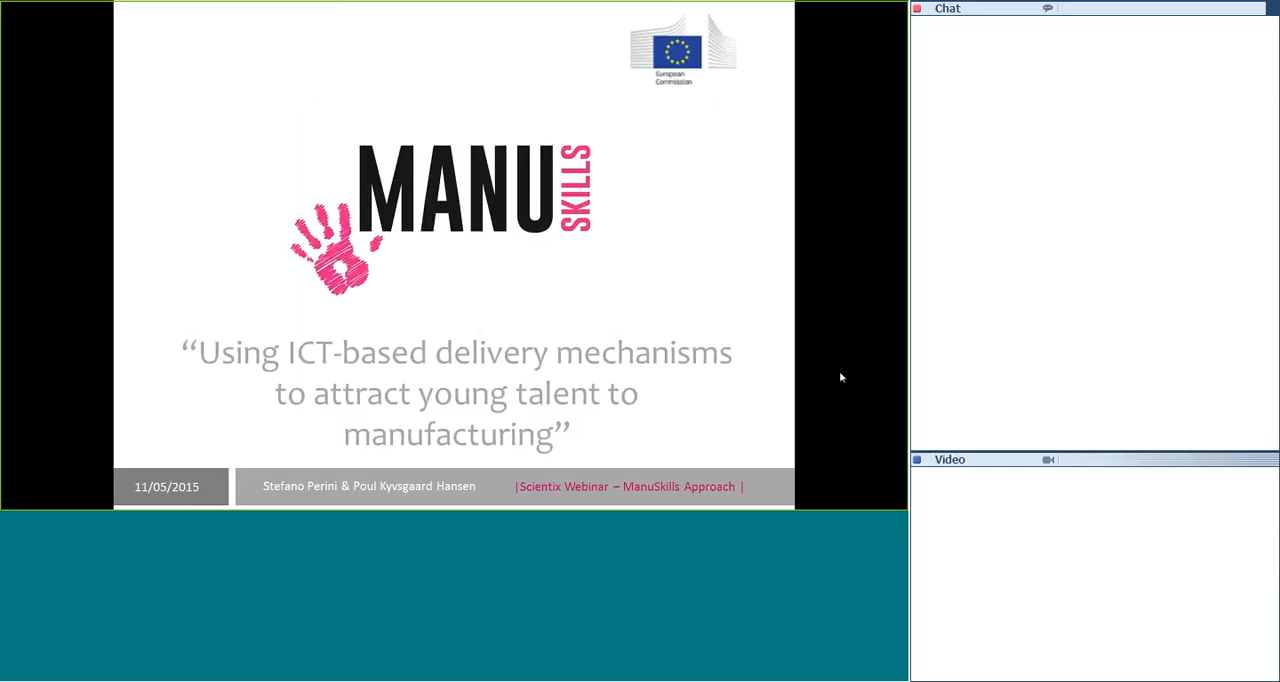 Chat
European
Commission
MANU
SKILLS
“Using ICT-based delivery mechanisms
to attract young talent to
manufacturing”
11/05/2015
Stefano Perini & Poul Kyvsgaard Hansen
|Scientix Webinar – ManuSkills Approach |
Video